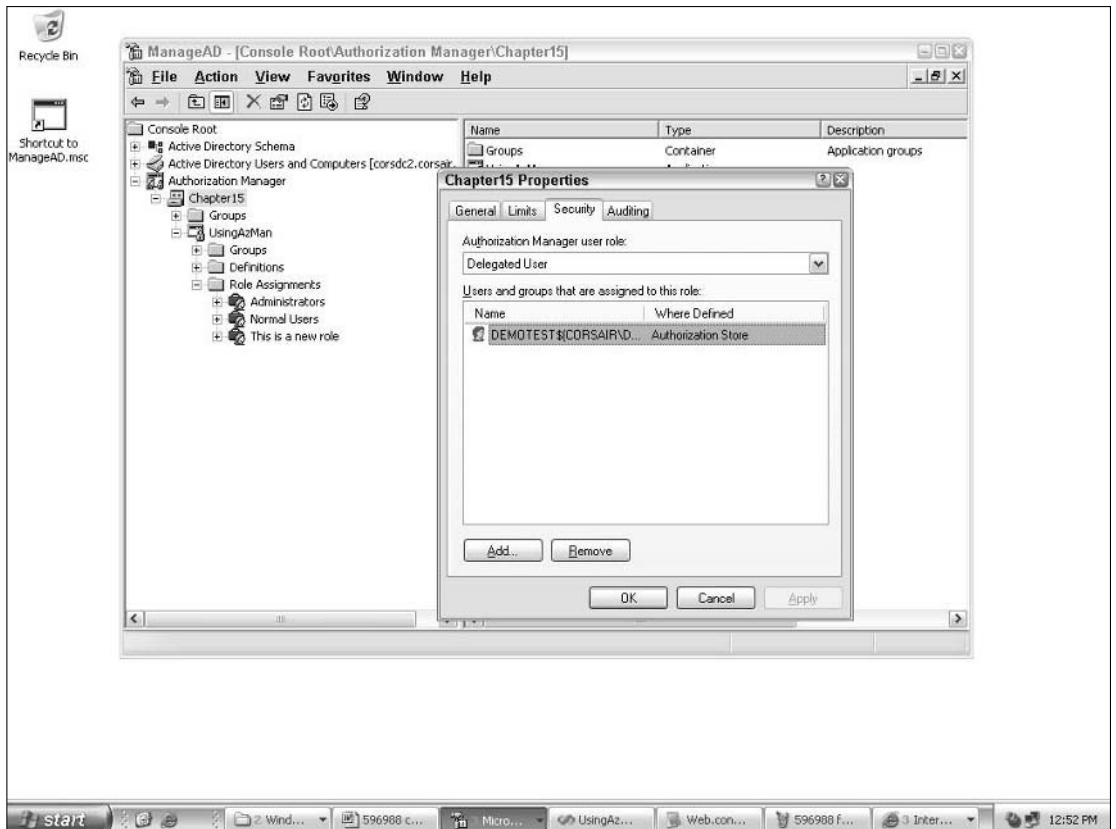 Recycle Bin
Shortcut to
ManageAD.msc
ManageAD - [Console Root\Authorization Manager\Chapter15]
File Action View Favorites Window Help
Console Root
Active Directory Schema
Active Directory Users and Computers [corsdc2.corsair.
Authorization Manager
Chapter15
Groups
UsingAzMan
Groups
Definitions
Role Assignments
Administrators
Normal Users
This is a new role
Name Type Description
Groups Container Application groups
Chapter15 Properties
General Limits Security Auditing
Authorization Manager user role:
Delegated User
Users and groups that are assigned to this role:
Name Where Defined
DEMOTEST$(CORSAIR\D... Authorization Store
Add... Remove
OK Cancel Apply
start 2 Wind... 596988 c... Micro... UsingAz... Web.con... 596988 f... 3 Inter... 12:52 PM